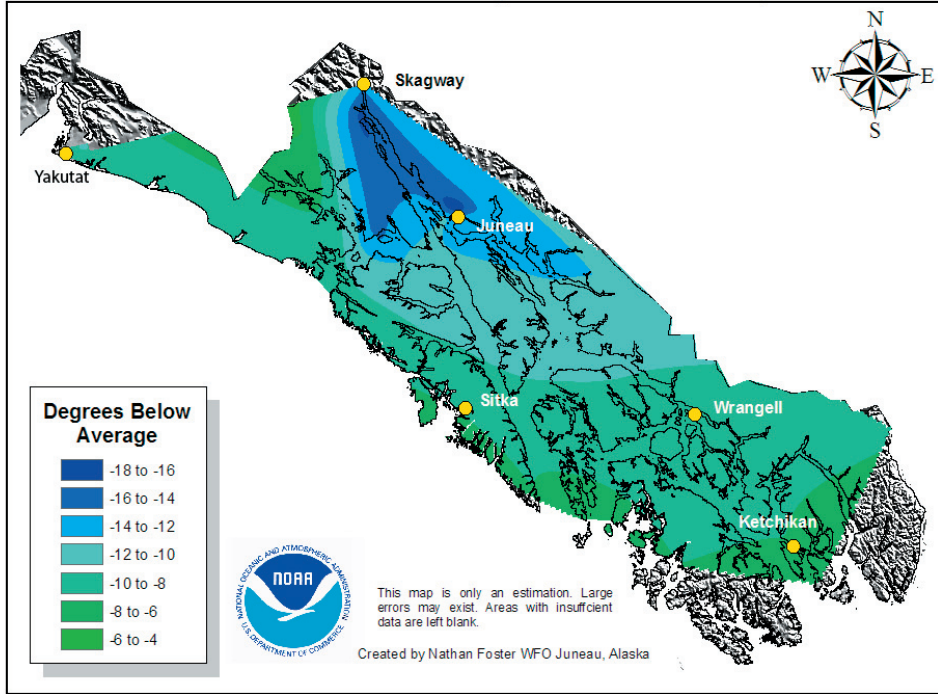 N
W E
S
Skagway
Yakutat
Juneau
Sitka
Wrangell
Ketchikan
Degrees Below
Average
-18 to -16
-16 to -14
-14 to -12
-12 to -10
-10 to -8
-8 to -6
-6 to -4
NATIONAL OCEANIC AND ATMOSPHERIC ADMINISTRATION
NOAA
U.S. DEPARTMENT OF COMMERCE
This map is only an estimation. Large
errors may exist. Areas with insuffcient
data are left blank.
Created by Nathan Foster WFO Juneau, Alaska